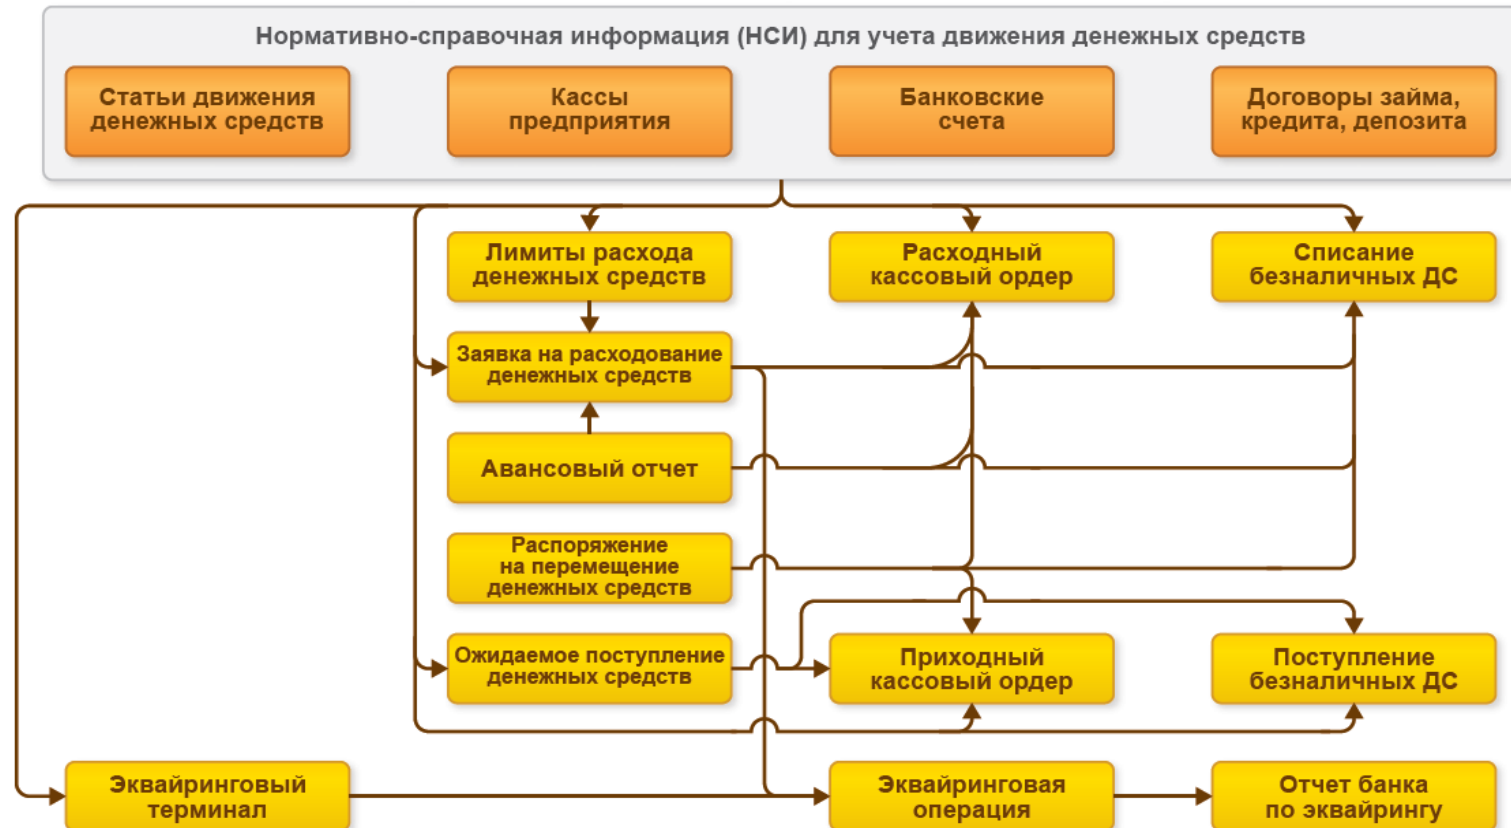 Нормативно-справочная информация (НСИ) для учета движения денежных средств
Статьи движения
денежных средств
Кассы
предприятия
Банковские
счета
Договоры займа,
кредита, депозита
Лимиты расхода
денежных средств
Расходный
кассовый ордер
Списание
безналичных ДС
Заявка на расходование
денежных средств
Авансовый отчет
Распоряжение
на перемещение
денежных средств
Ожидаемое поступление
денежных средств
Приходный
кассовый ордер
Поступление
безналичных ДС
Эквайринговый
терминал
Эквайринговая
операция
Отчет банка
по эквайрингу